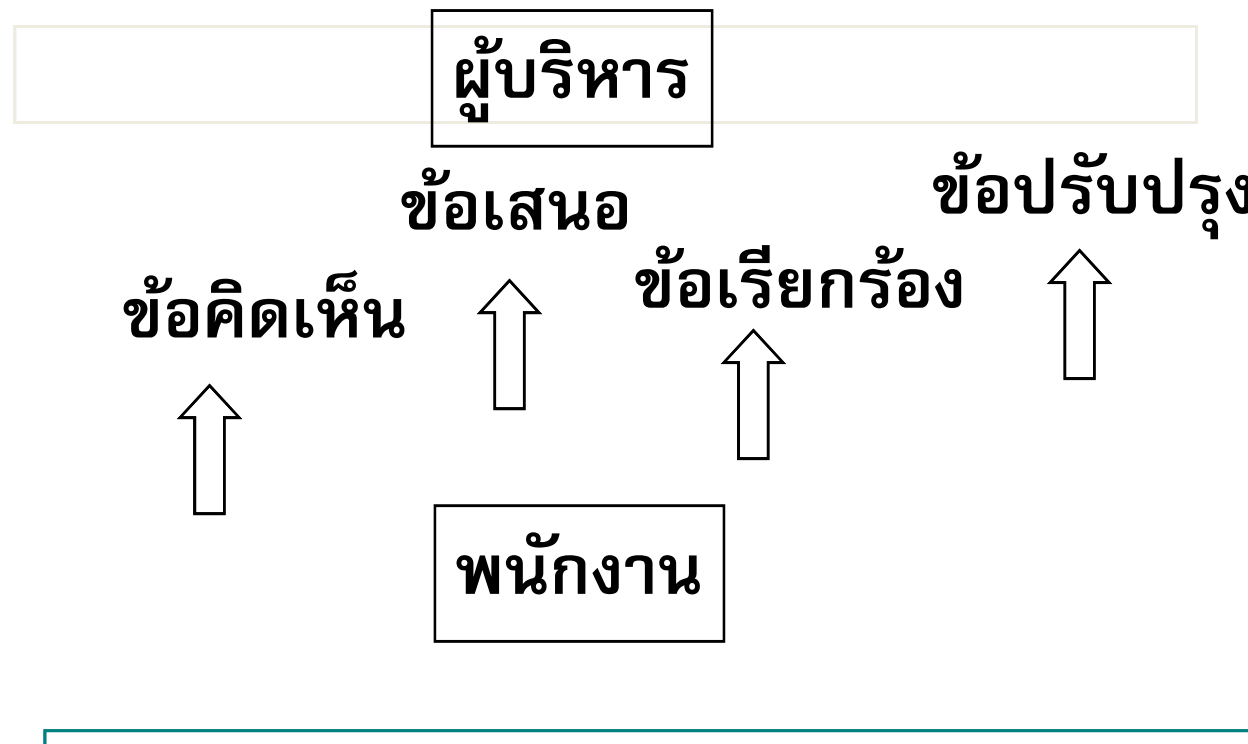 ผู้บริหาร
ข้อเสนอ
ข้อปรับปรุง
ข้อคิดเห็น
ข้อเรียกร้อง
พนักงาน